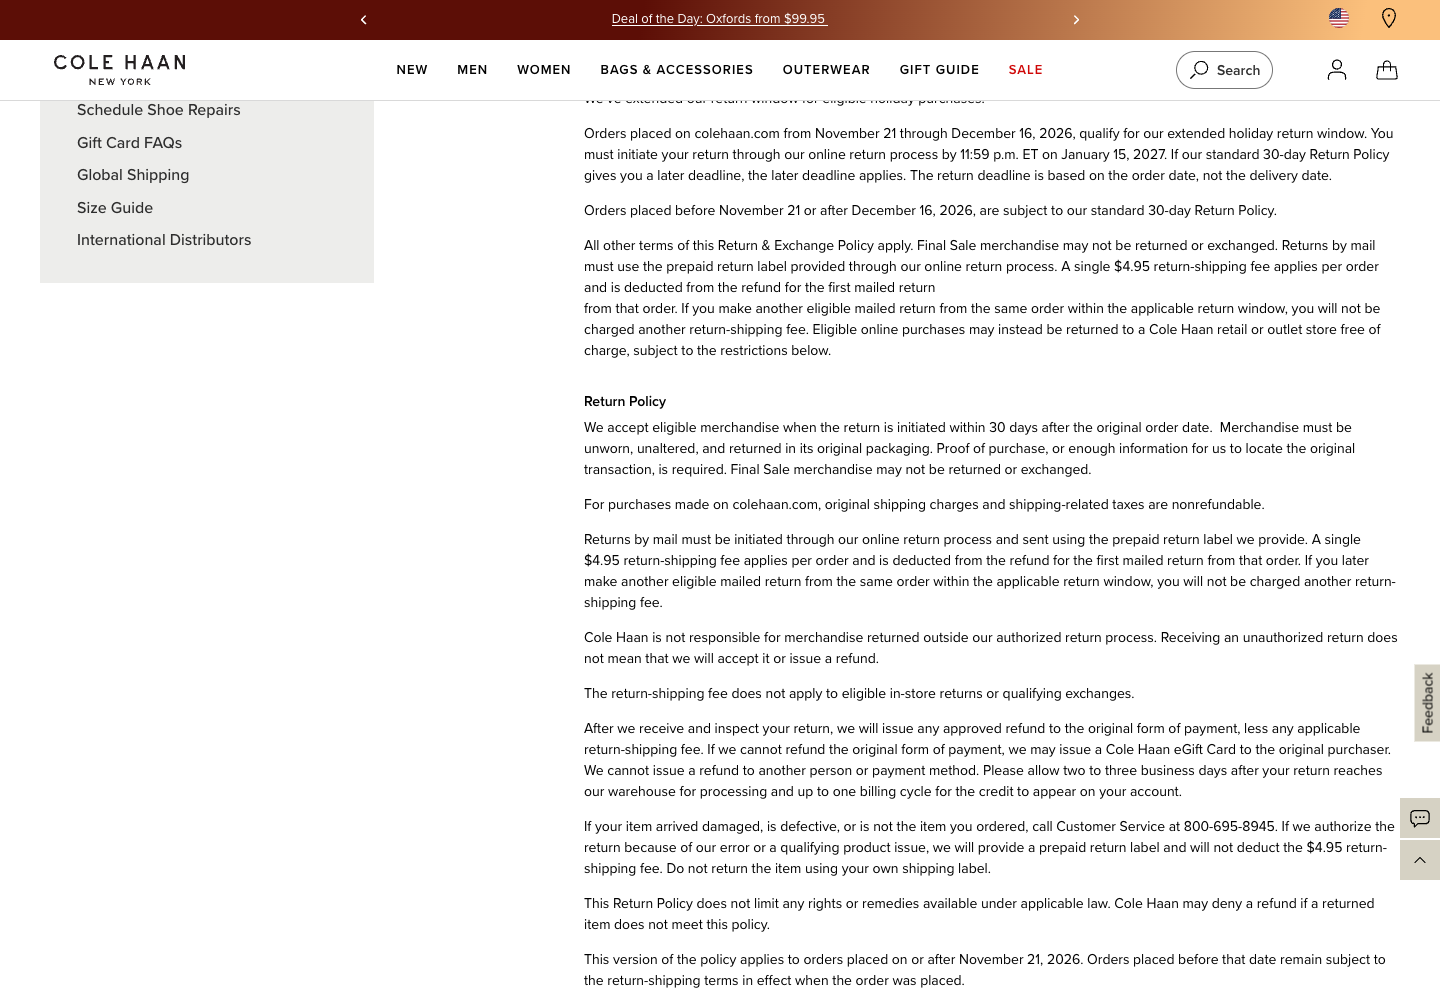 Deal of the Day: Oxfords from $99.95
COLE HAAN
NEW YORK
NEW MEN WOMEN BAGS & ACCESSORIES OUTERWEAR GIFT GUIDE SALE
Search
Schedule Shoe Repairs
Gift Card FAQs
Global Shipping
Size Guide
International Distributors
We've extended our return window for eligible holiday purchases.
Orders placed on colehaan.com from November 21 through December 16, 2026, qualify for our extended holiday return window. You
must initiate your return through our online return process by 11:59 p.m. ET on January 15, 2027. If our standard 30-day Return Policy
gives you a later deadline, the later deadline applies. The return deadline is based on the order date, not the delivery date.
Orders placed before November 21 or after December 16, 2026, are subject to our standard 30-day Return Policy.
All other terms of this Return & Exchange Policy apply. Final Sale merchandise may not be returned or exchanged. Returns by mail
must use the prepaid return label provided through our online return process. A single $4.95 return-shipping fee applies per order
and is deducted from the refund for the first mailed return
from that order. If you make another eligible mailed return from the same order within the applicable return window, you will not be
charged another return-shipping fee. Eligible online purchases may instead be returned to a Cole Haan retail or outlet store free of
charge, subject to the restrictions below.
Return Policy
We accept eligible merchandise when the return is initiated within 30 days after the original order date.  Merchandise must be
unworn, unaltered, and returned in its original packaging. Proof of purchase, or enough information for us to locate the original
transaction, is required. Final Sale merchandise may not be returned or exchanged.
For purchases made on colehaan.com, original shipping charges and shipping-related taxes are nonrefundable.
Returns by mail must be initiated through our online return process and sent using the prepaid return label we provide. A single
$4.95 return-shipping fee applies per order and is deducted from the refund for the first mailed return from that order. If you later
make another eligible mailed return from the same order within the applicable return window, you will not be charged another return-
shipping fee.
Cole Haan is not responsible for merchandise returned outside our authorized return process. Receiving an unauthorized return does
not mean that we will accept it or issue a refund.
The return-shipping fee does not apply to eligible in-store returns or qualifying exchanges.
After we receive and inspect your return, we will issue any approved refund to the original form of payment, less any applicable
return-shipping fee. If we cannot refund the original form of payment, we may issue a Cole Haan eGift Card to the original purchaser.
We cannot issue a refund to another person or payment method. Please allow two to three business days after your return reaches
our warehouse for processing and up to one billing cycle for the credit to appear on your account.
If your item arrived damaged, is defective, or is not the item you ordered, call Customer Service at 800-695-8945. If we authorize the
return because of our error or a qualifying product issue, we will provide a prepaid return label and will not deduct the $4.95 return-
shipping fee. Do not return the item using your own shipping label.
This Return Policy does not limit any rights or remedies available under applicable law. Cole Haan may deny a refund if a returned
item does not meet this policy.
This version of the policy applies to orders placed on or after November 21, 2026. Orders placed before that date remain subject to
the return-shipping terms in effect when the order was placed.
Feedback